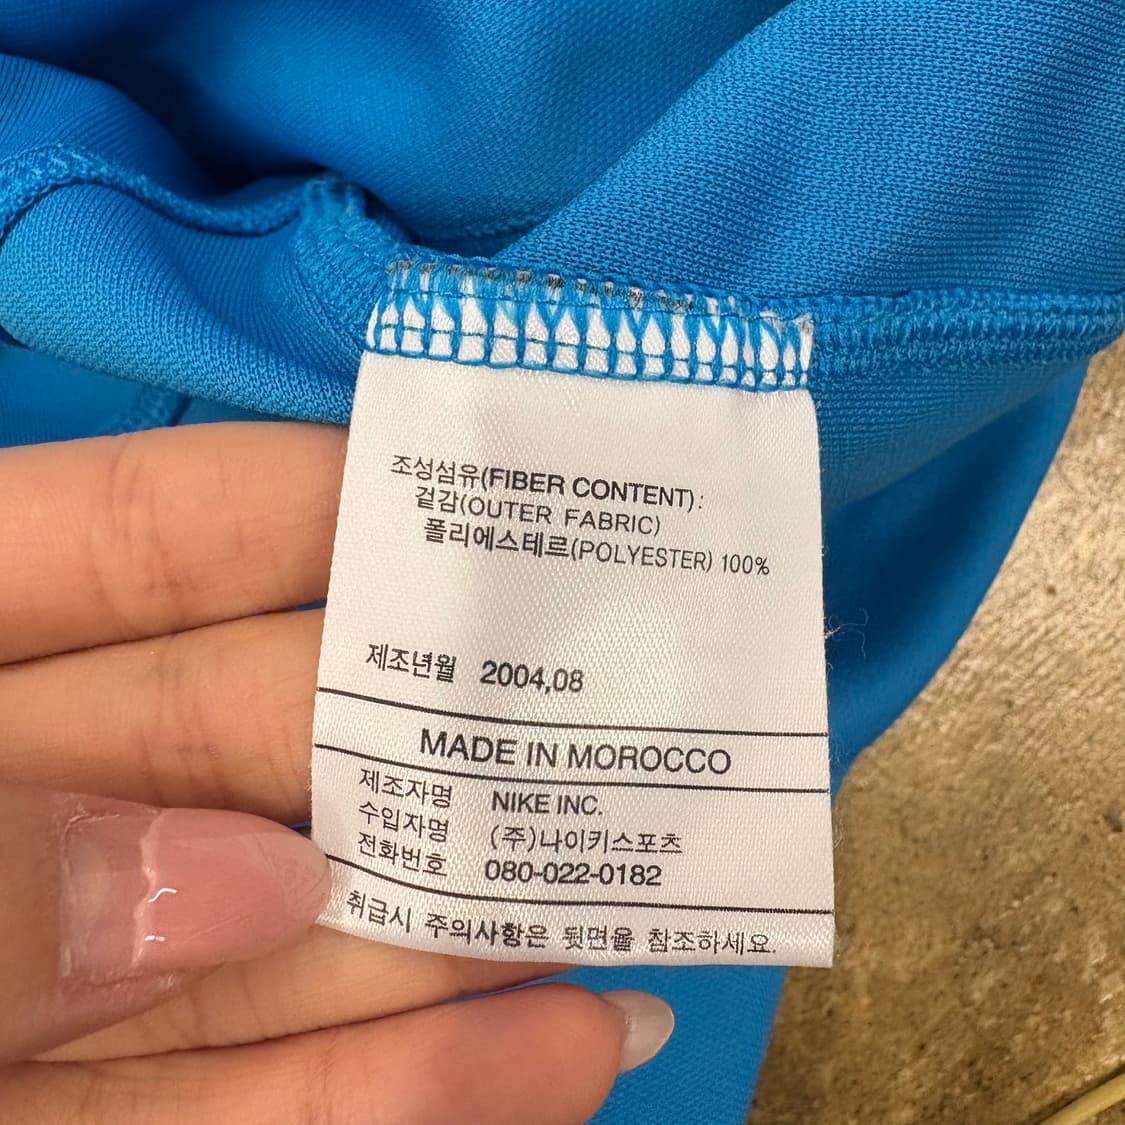 조성섬유(FIBER CONTENT):
겉감(OUTER FABRIC)
폴리에스테르(POLYESTER) 100%
제조년월 2004,08
MADE IN MOROCCO
제조자명 NIKE INC.
수입자명 (주)나이키스포츠
전화번호 080-022-0182
취급시 주의사항은 뒷면을 참조하세요.